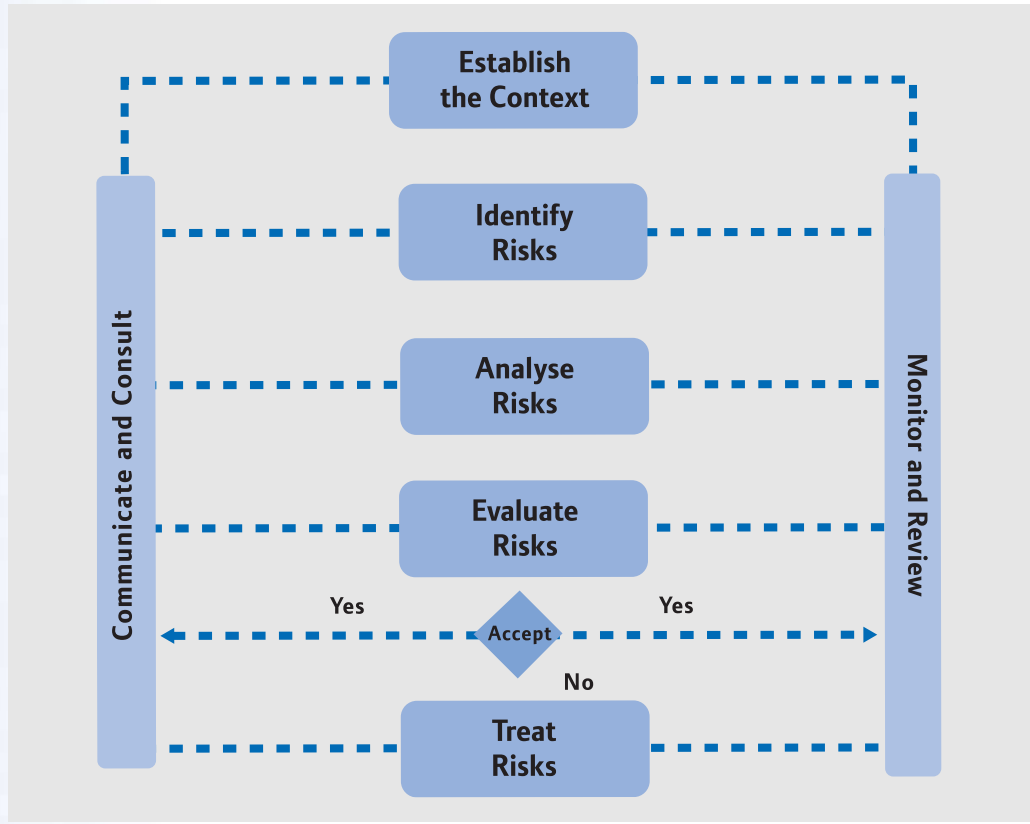 Establish
the Context
Identify
Risks
Analyse
Risks
Evaluate
Risks
Yes
Accept
Yes
No
Treat
Risks
Communicate and Consult
Monitor and Review